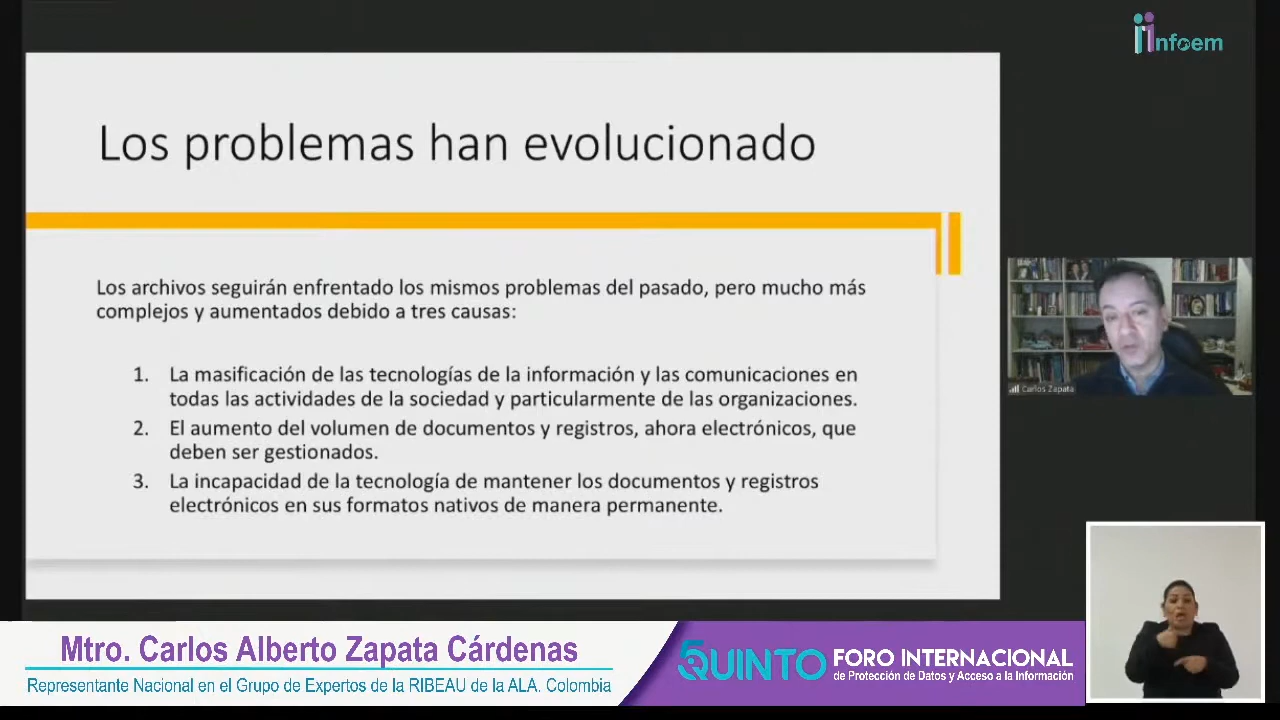 infoem
Los problemas han evolucionado
Los archivos seguirán enfrentado los mismos problemas del pasado, pero mucho más
complejos y aumentados debido a tres causas:
1. La masificación de las tecnologías de la información y las comunicaciones en
todas las actividades de la sociedad y particularmente de las organizaciones.
2. El aumento del volumen de documentos y registros, ahora electrónicos, que
deben ser gestionados.
3. La incapacidad de la tecnología de mantener los documentos y registros
electrónicos en sus formatos nativos de manera permanente.
Carlos Zapata
Mtro. Carlos Alberto Zapata Cárdenas
Representante Nacional en el Grupo de Expertos de la RIBEAU de la ALA. Colombia
5 QUINTO
FORO INTERNACIONAL
de Protección de Datos y Acceso a la Información